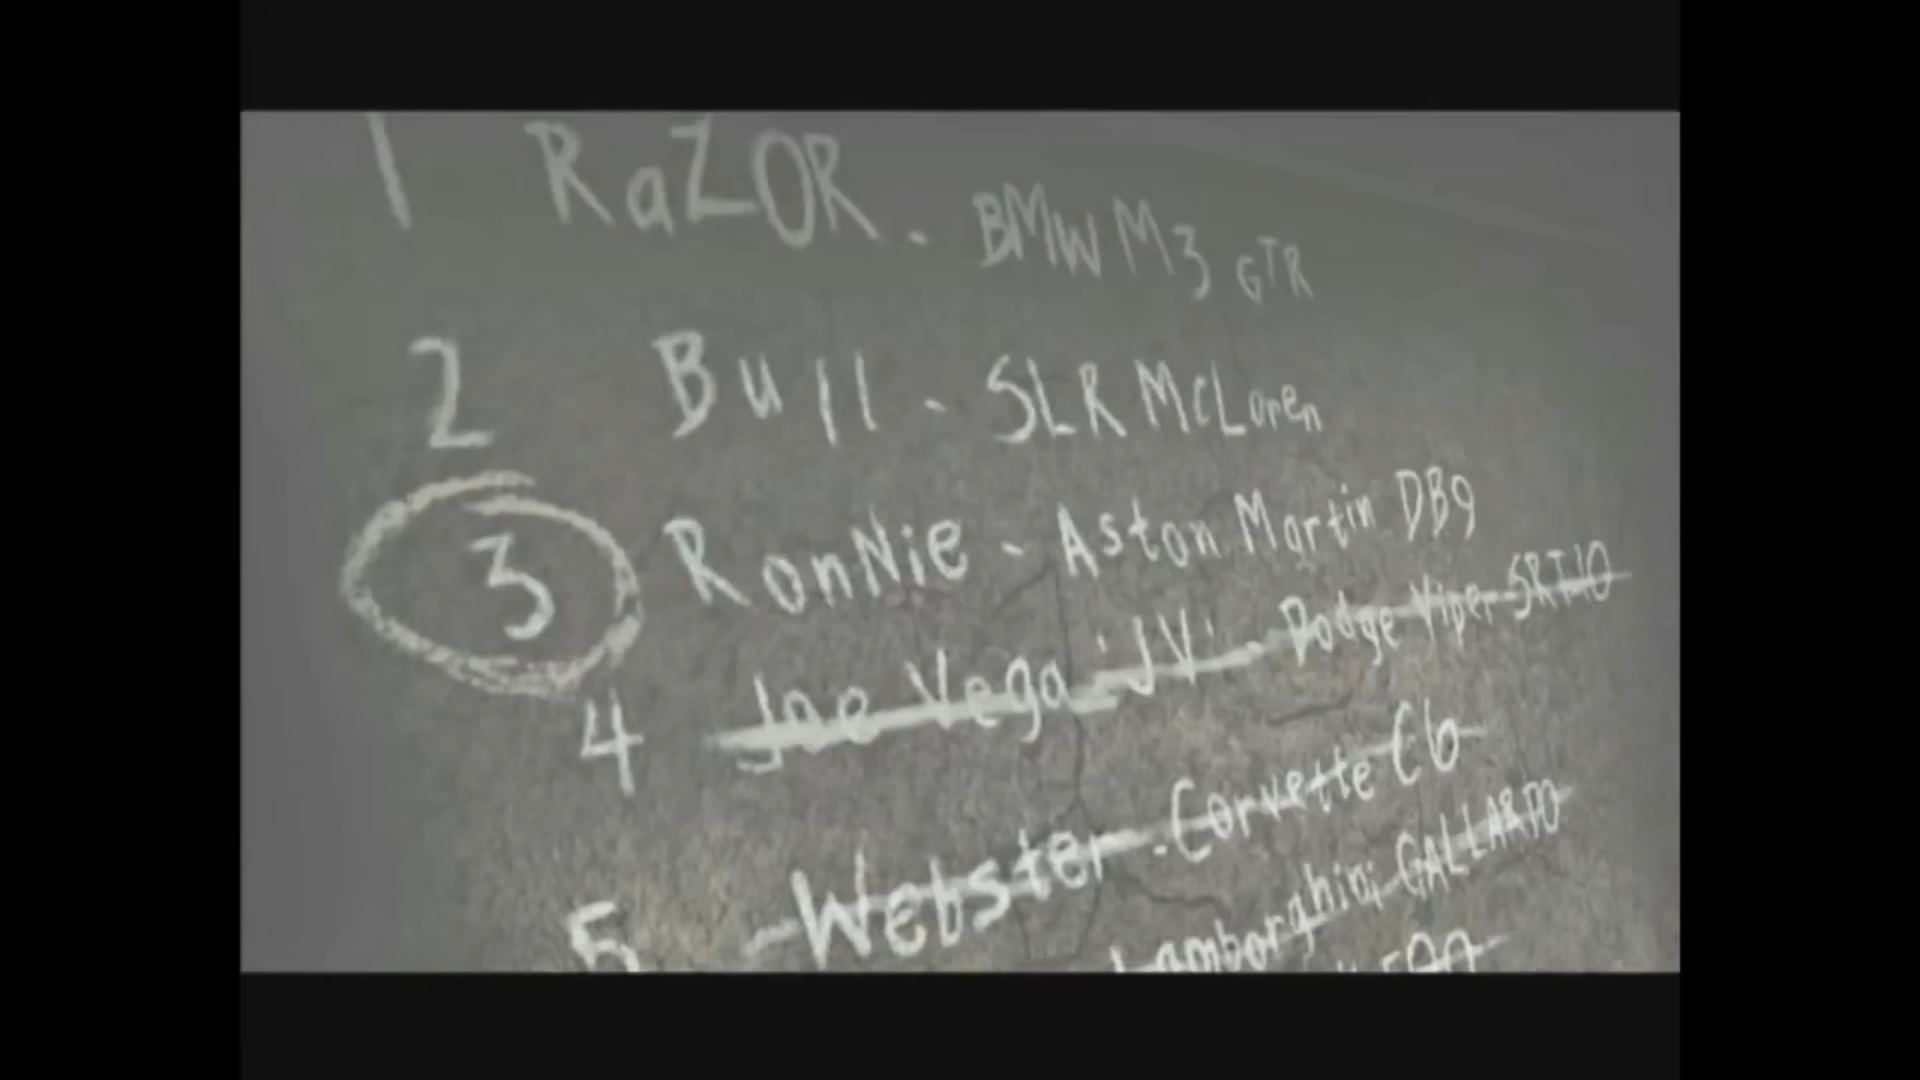 1 RaZOR - BMW M3 GTR
2 Bull - SLR McLaren
3 RonNie - Aston Martin DB9
4 Joe Vega 'JV' - Dodge Viper SRT10
5 Webster - Corvette C6
Lamborghini GALLARDO